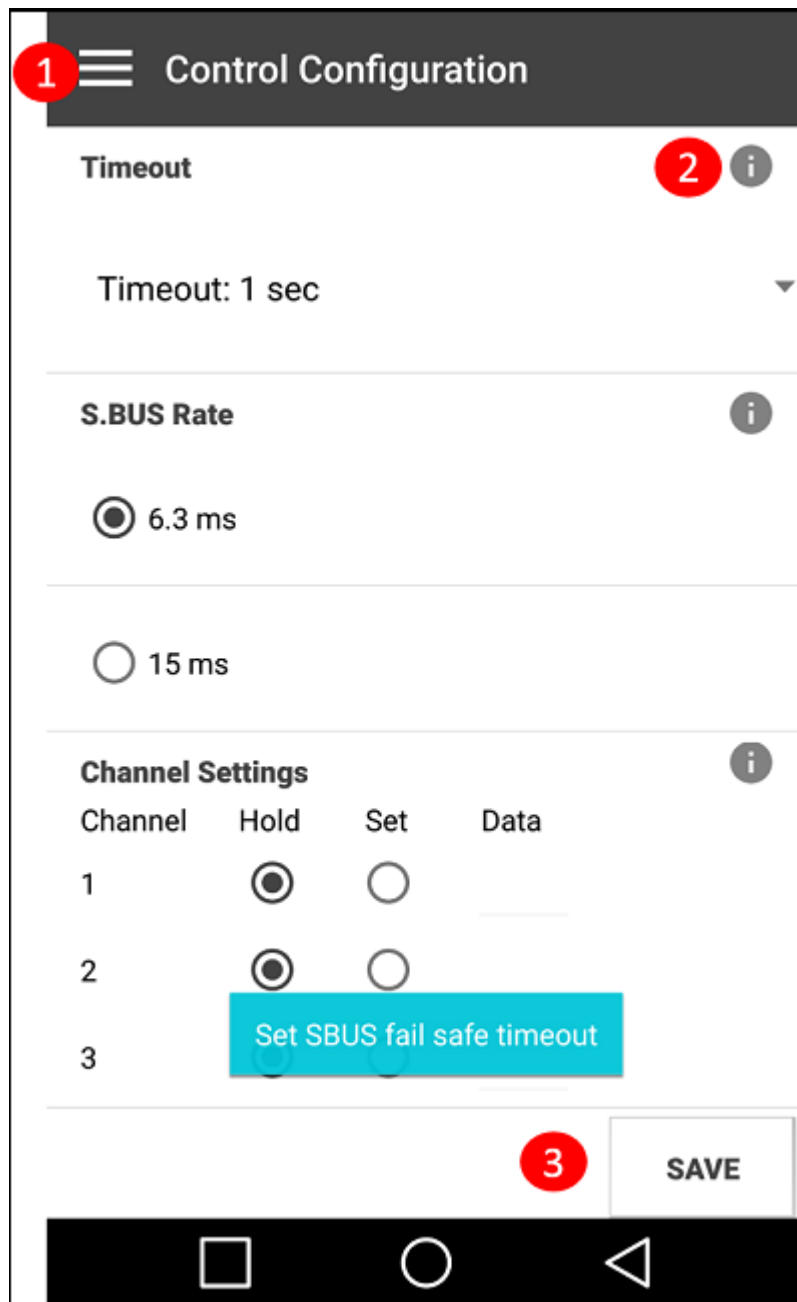 1 Control Configuration
Timeout 2 i
Timeout: 1 sec
S.BUS Rate i
6.3 ms
15 ms
Channel Settings i
Channel Hold Set Data
1
2
Set SBUS fail safe timeout
3
3 SAVE